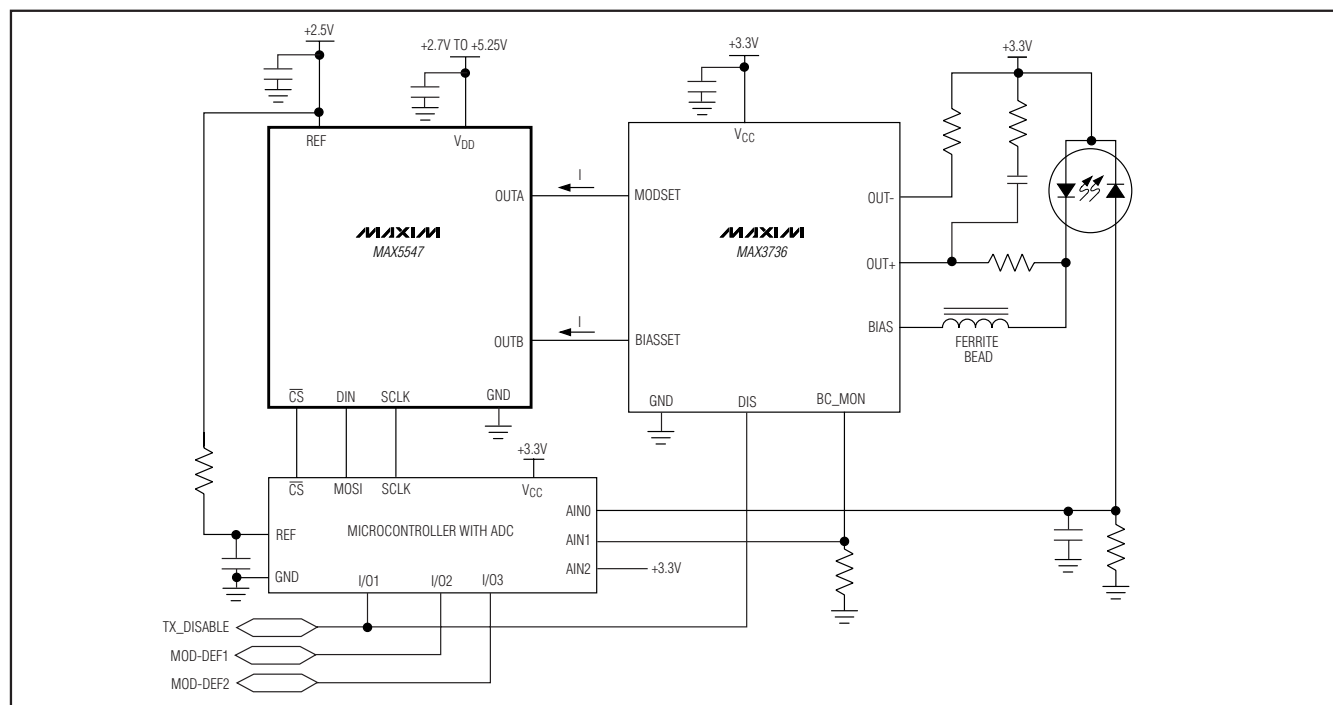 +2.5V
+2.7V TO +5.25V
+3.3V
+3.3V
REF
VDD
VCC
OUTA
I
MODSET
OUT-
MAXIM
MAX5547
MAXIM
MAX3736
OUT+
OUTB
I
BIASSET
BIAS
FERRITE
BEAD
CS
DIN
SCLK
GND
GND
DIS
BC_MON
+3.3V
CS
MOSI
SCLK
VCC
REF
MICROCONTROLLER WITH ADC
AIN0
AIN1
AIN2
+3.3V
GND
I/O1
I/O2
I/O3
TX_DISABLE
MOD-DEF1
MOD-DEF2